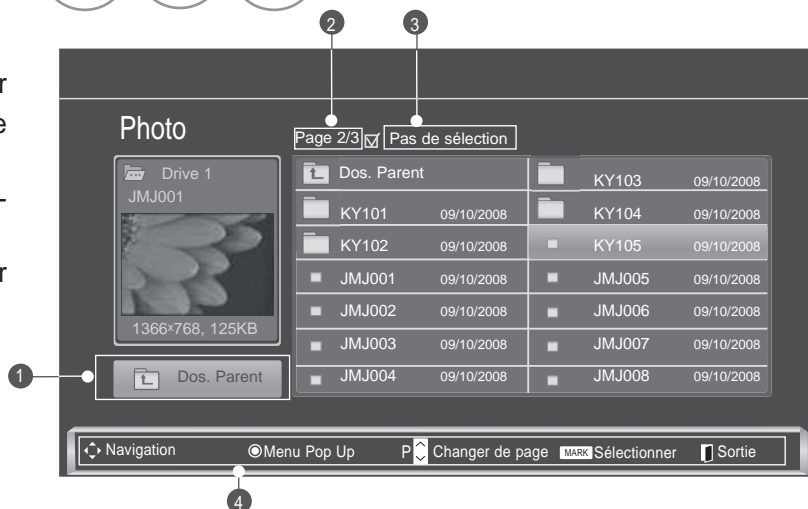 2 3
r
e
-
r
Photo
Page 2/3 Pas de sélection
Drive 1
JMJ001
1366x768, 125KB
Dos. Parent
Dos. Parent
KY101 09/10/2008
KY102 09/10/2008
JMJ001 09/10/2008
JMJ002 09/10/2008
JMJ003 09/10/2008
JMJ004 09/10/2008
KY103 09/10/2008
KY104 09/10/2008
KY105 09/10/2008
JMJ005 09/10/2008
JMJ006 09/10/2008
JMJ007 09/10/2008
JMJ008 09/10/2008
1
Navigation Menu Pop Up P Changer de page MARK Sélectionner Sortie
4